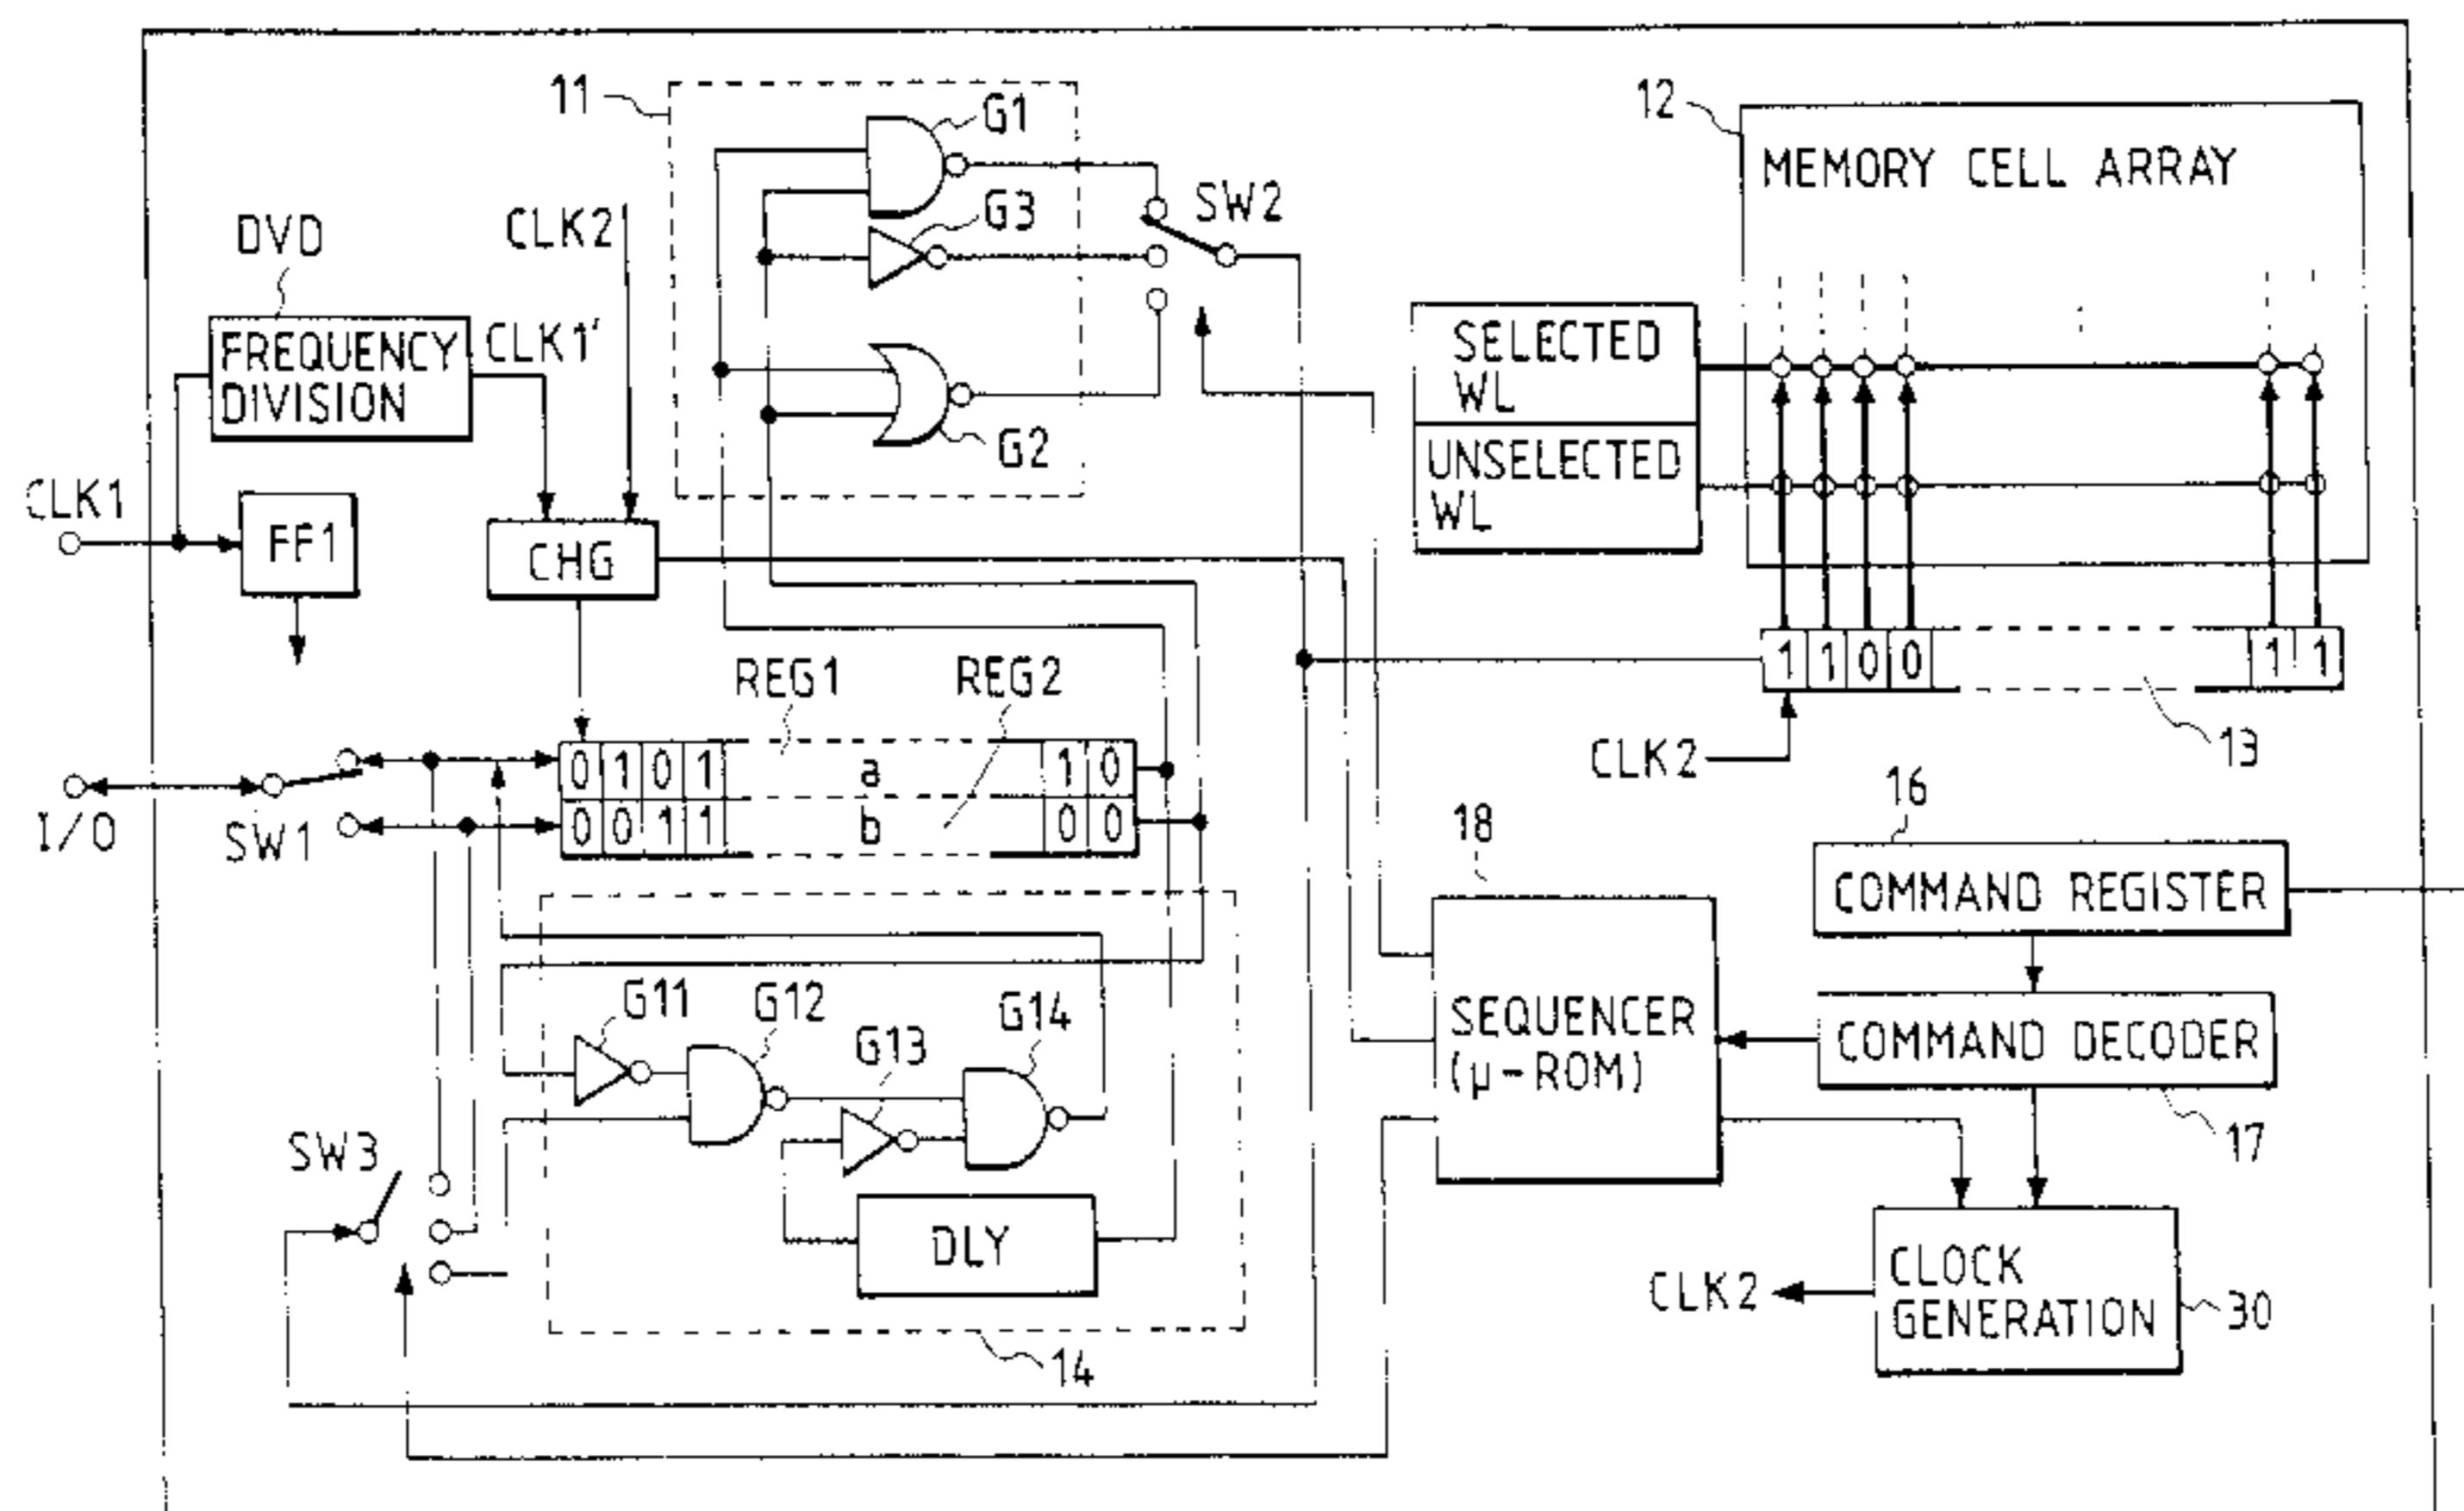 11
G1
12
MEMORY CELL ARRAY
G3
SW2
DVD
CLK2
FREQUENCY
DIVISION
CLK1'
SELECTED
WL
G2
UNSELECTED
WL
CLK1
FF1
CHG
REG1
REG2
1 1 0 0 1 1
CLK2
13
0 1 0 1 a 1 0
0 0 1 1 b 0 0
I/O
SW1
18
16
COMMAND REGISTER
G11
G12
G13
G14
SEQUENCER
(μ-ROM)
COMMAND DECODER
17
SW3
DLY
CLK2
CLOCK
GENERATION
30
14